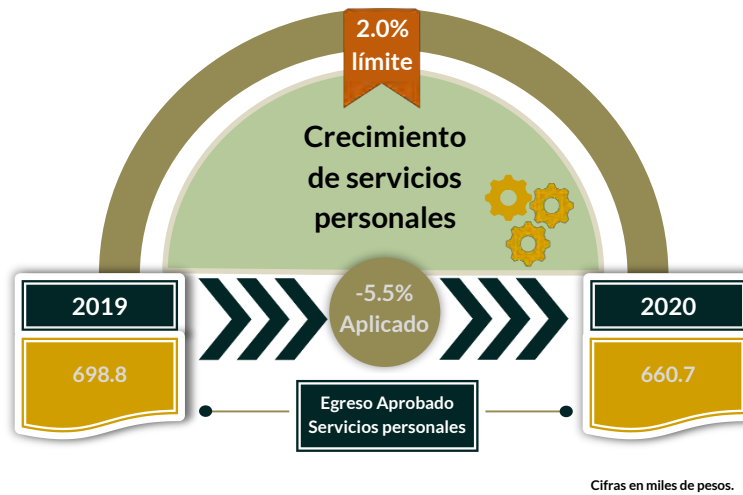 2.0%
límite
Crecimiento
de servicios
personales
2019
-5.5%
Aplicado
2020
698.8
660.7
Egreso Aprobado
Servicios personales
Cifras en miles de pesos.